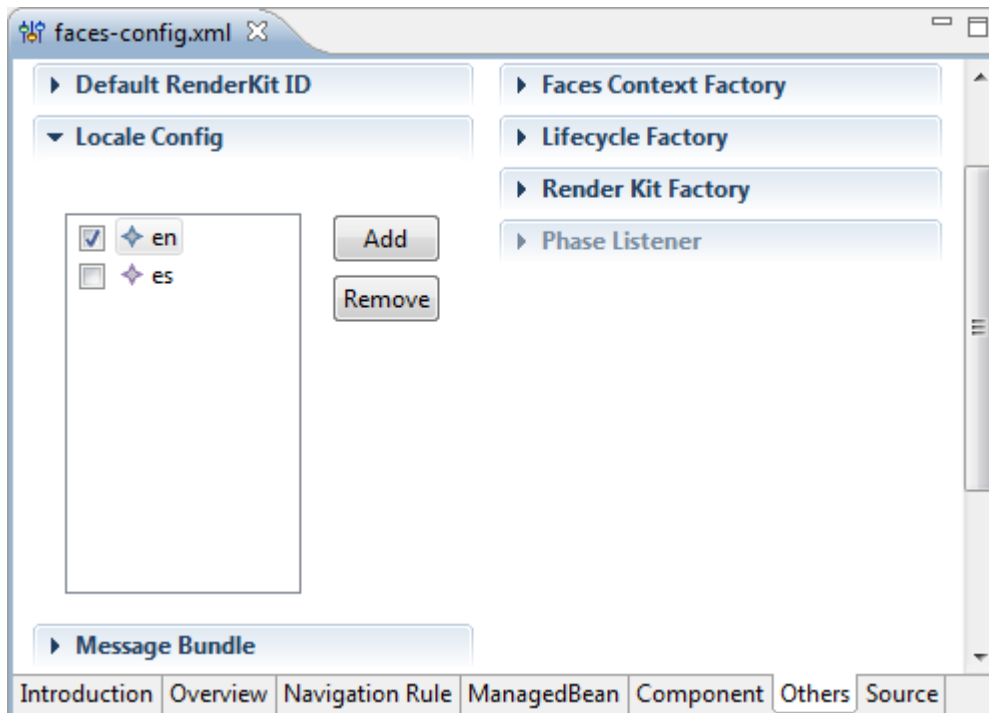 faces-config.xml
Default RenderKit ID
Locale Config
en
es
Add
Remove
Message Bundle
Faces Context Factory
Lifecycle Factory
Render Kit Factory
Phase Listener
Introduction Overview Navigation Rule ManagedBean Component Others Source